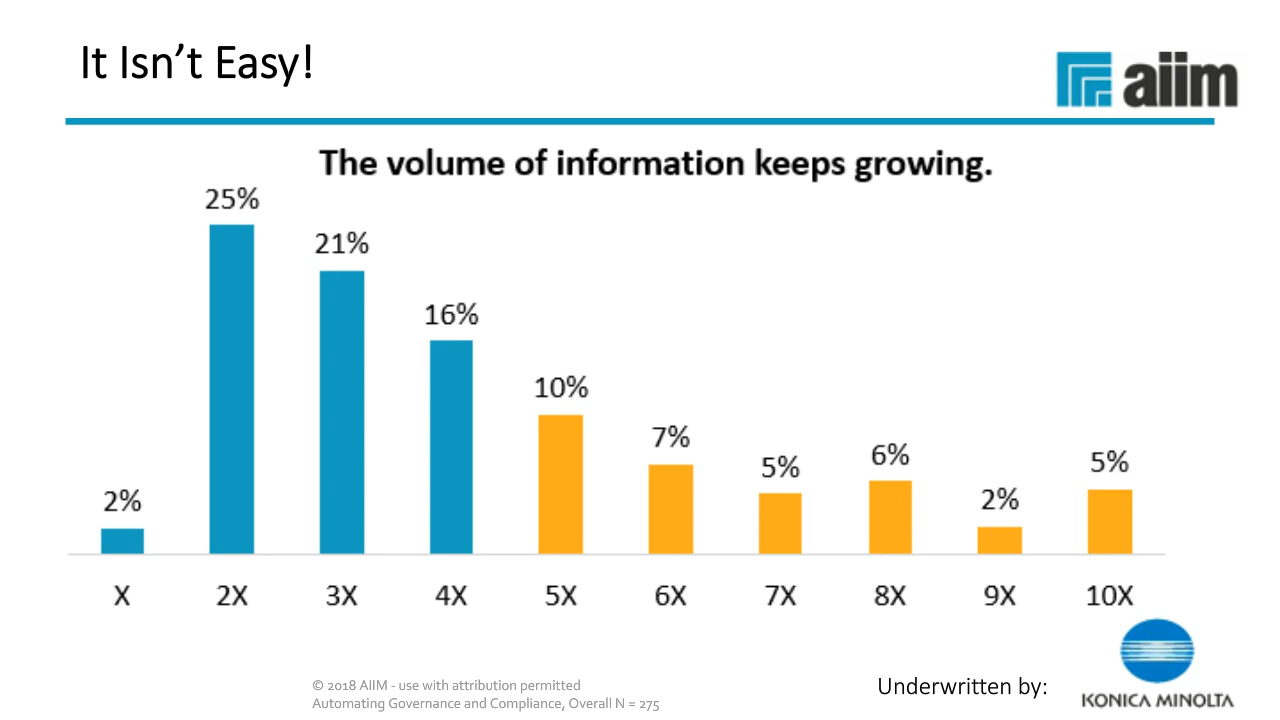 It Isn't Easy!
aiim
The volume of information keeps growing.
25%
21%
16%
10%
7%
5%
6%
2%
5%
2%
X 2X 3X 4X 5X 6X 7X 8X 9X 10X
© 2018 AIIM - use with attribution permitted
Automating Governance and Compliance, Overall N = 275
Underwritten by:
KONICA MINOLTA